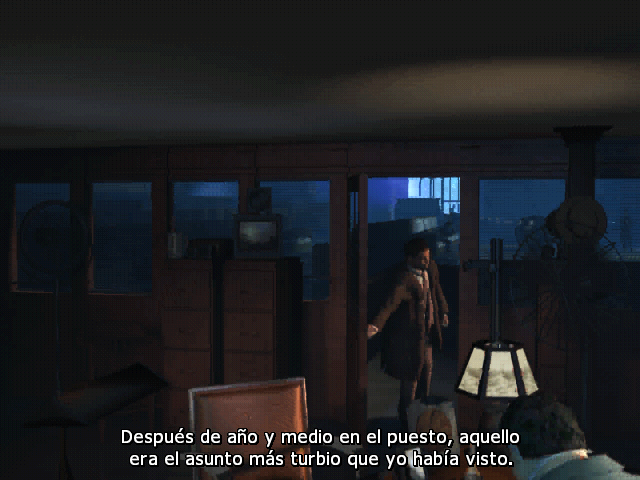 Después de año y medio en el puesto, aquello
era el asunto más turbio que yo había visto.